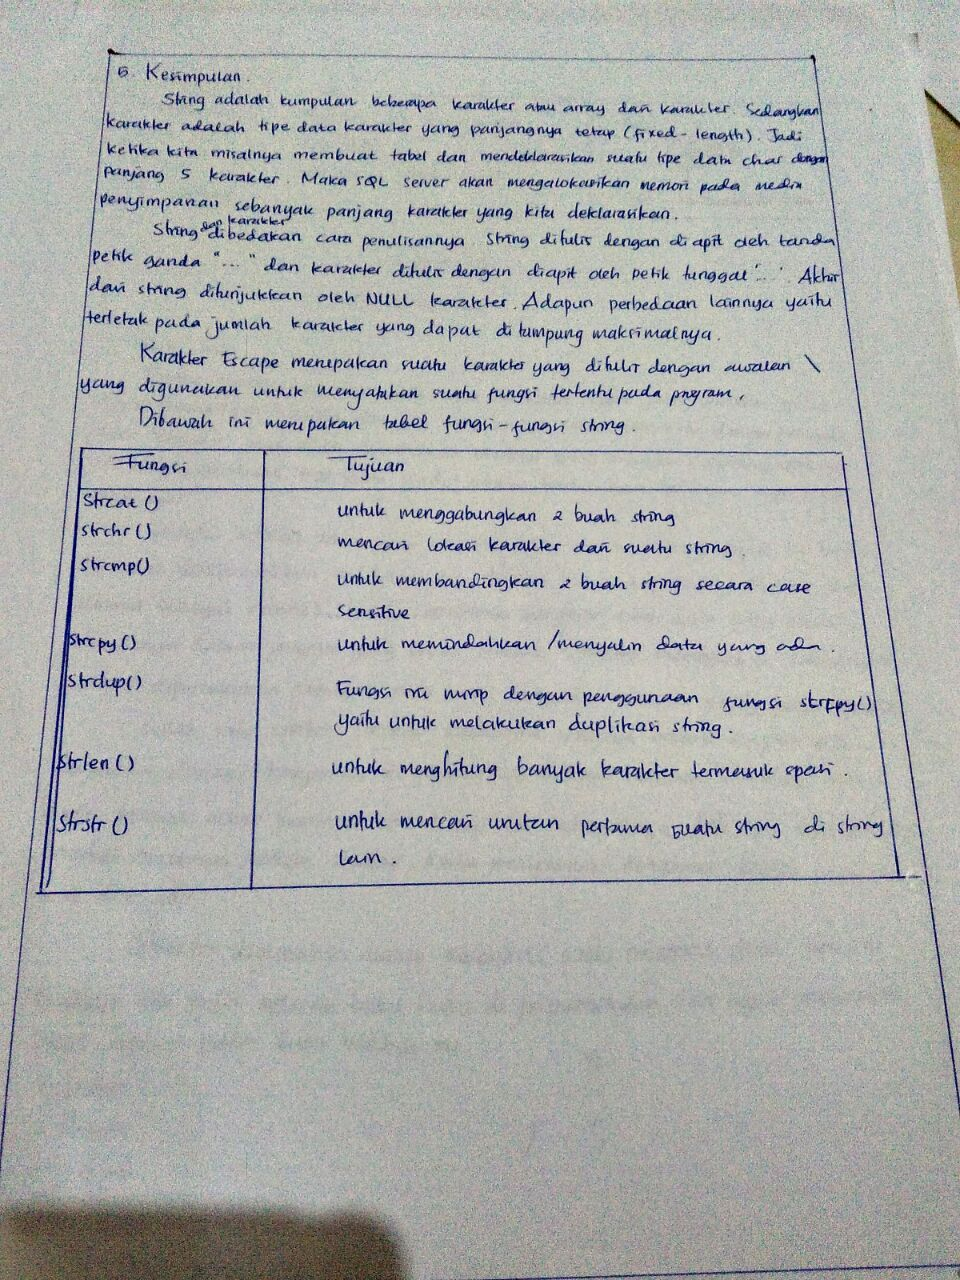 5. Kesimpulan.
String adalah kumpulan beberapa karakter atau array dari karakter. Sedangkan
karakter adalah tipe data karakter yang panjangnya tetap (fixed-length). Jadi
ketika kita misalnya membuat tabel dan mendeklarasikan suatu tipe data char dengan
panjang 5 karakter. Maka SQL server akan mengalokasikan memori pada media
penyimpanan sebanyak panjang karakter yang kita deklarasikan.
String dan karakter dibedakan cara penulisannya. String ditulis dengan di apit oleh tanda
petik ganda "..." dan karakter ditulis dengan diapit oleh petik tunggal '...'. Akhir
dari string ditunjukkan oleh NULL karakter. Adapun perbedaan lainnya yaitu
terletak pada jumlah karakter yang dapat ditampung maksimalnya.
Karakter Escape merupakan suatu karakter yang ditulis dengan awalan \
yang digunakan untuk menyatakan suatu fungsi tertentu pada program,
Dibawah ini merupakan tabel fungsi-fungsi string.
Fungsi Tujuan
Strcat () untuk menggabungkan 2 buah string
strchr () mencari lokasi karakter dari suatu string.
strcmp() untuk membandingkan 2 buah string secara case
sensitive
strcpy () untuk memindahkan /menyalin data yang ada.
strdup() Fungsi ini mirip dengan penggunaan fungsi strcpy()
yaitu untuk melakukan duplikasi string.
strlen () untuk menghitung banyak karakter termasuk spasi.
Strstr () untuk mencari urutan pertama suatu string di string
lain.